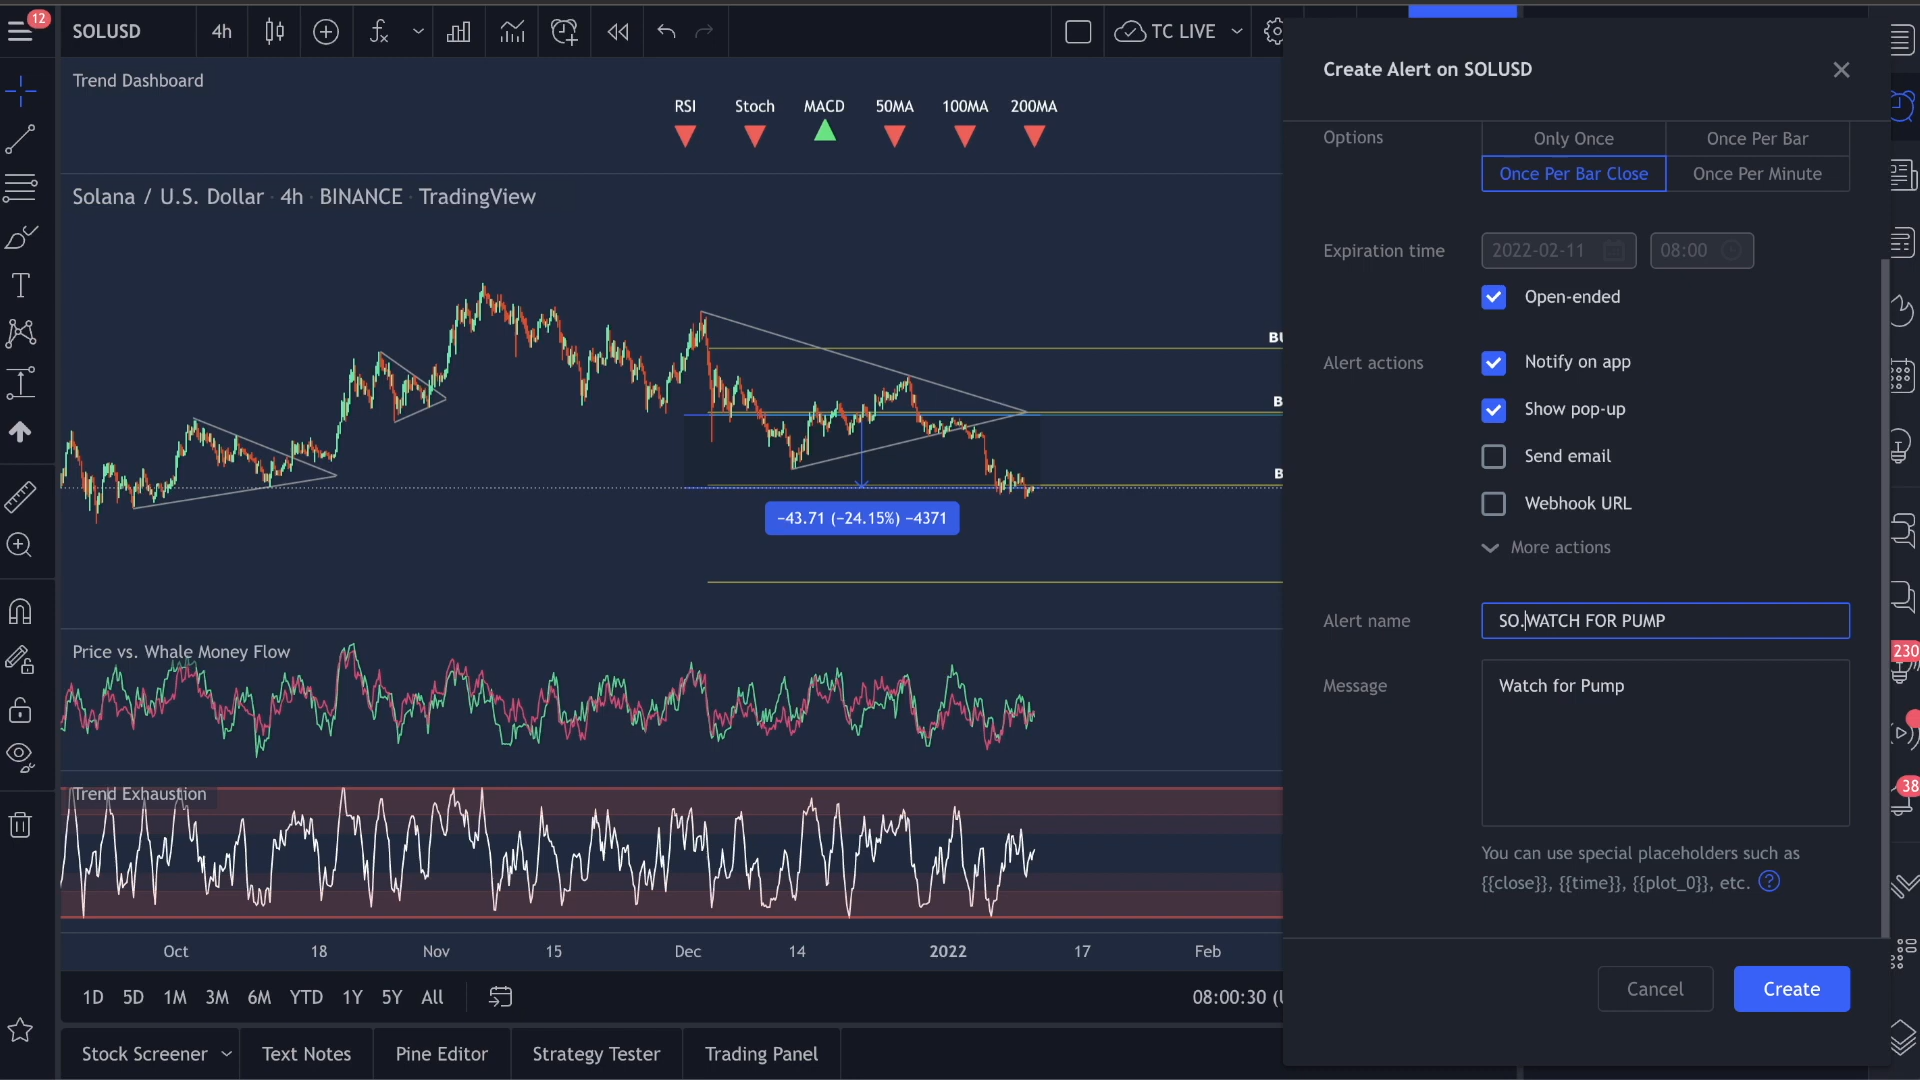 12
SOLUSD
4h
TC LIVE
Trend Dashboard
RSI Stoch MACD 50MA 100MA 200MA
Solana / U.S. Dollar · 4h · BINANCE · TradingView
BU
B
B
−43.71 (−24.15%) −4371
Price vs. Whale Money Flow
Trend Exhaustion
Oct 18 Nov 15 Dec 14 2022 17 Feb
1D 5D 1M 3M 6M YTD 1Y 5Y All
08:00:30 (U
Stock Screener Text Notes Pine Editor Strategy Tester Trading Panel
Create Alert on SOLUSD
Options
Only Once Once Per Bar
Once Per Bar Close Once Per Minute
Expiration time 2022-02-11 08:00
Open-ended
Alert actions Notify on app
Show pop-up
Send email
Webhook URL
More actions
Alert name SO.WATCH FOR PUMP
Message Watch for Pump
You can use special placeholders such as
{{close}}, {{time}}, {{plot_0}}, etc.
Cancel Create
230
38